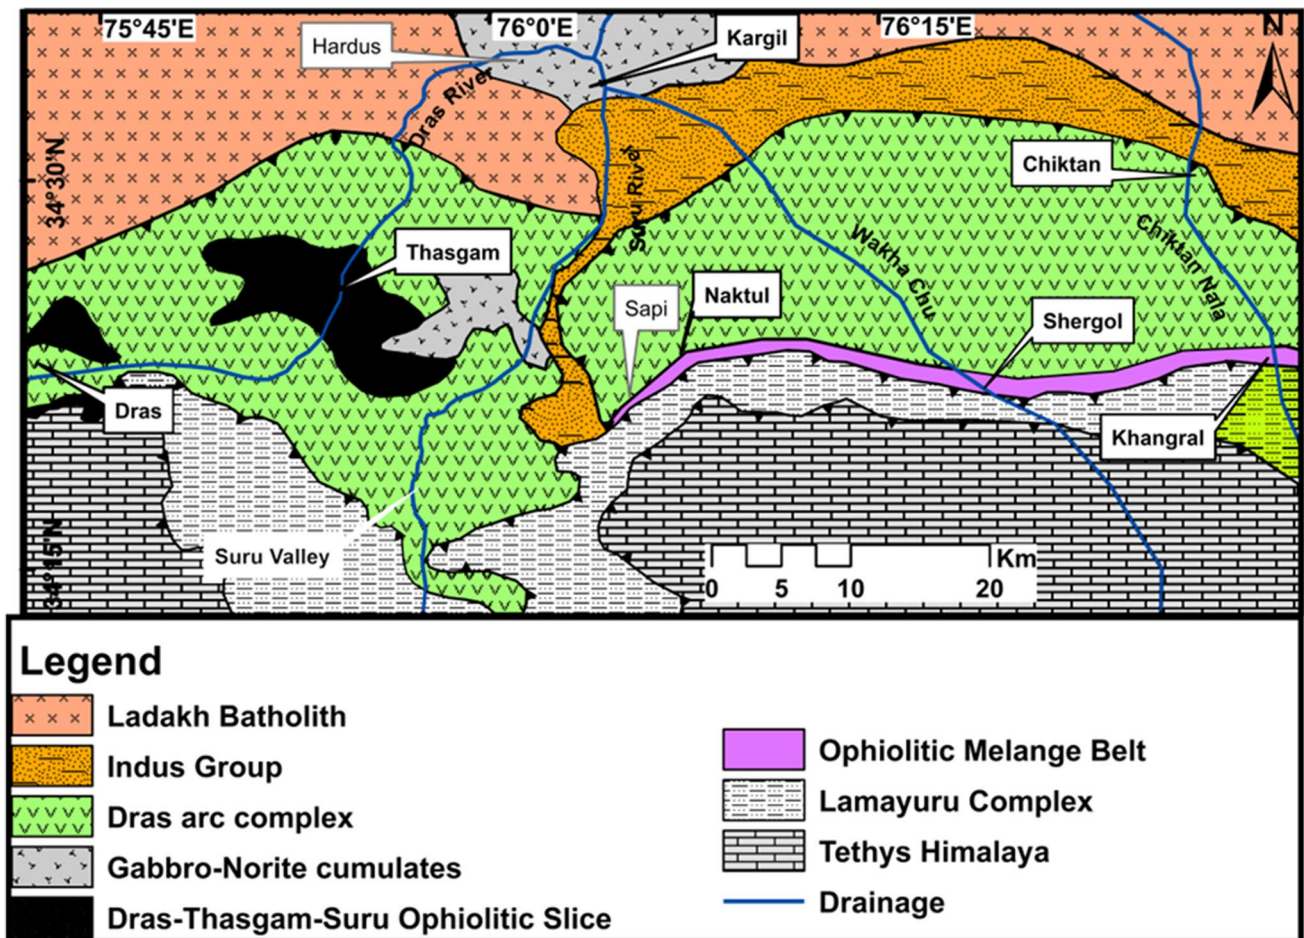 75°45'E
76°0'E
76°15'E
N
Hardus
Kargil
Dras River
34°30'N
Chiktan
Suru River
Thasgam
Wakha Chu
Chiktan Nala
Sapi
Naktul
Shergol
Dras
Khangral
Suru Valley
34°15'N
Km
0 5 10 20
Legend
Ladakh Batholith
Indus Group
Dras arc complex
Gabbro-Norite cumulates
Dras-Thasgam-Suru Ophiolitic Slice
Ophiolitic Melange Belt
Lamayuru Complex
Tethys Himalaya
Drainage